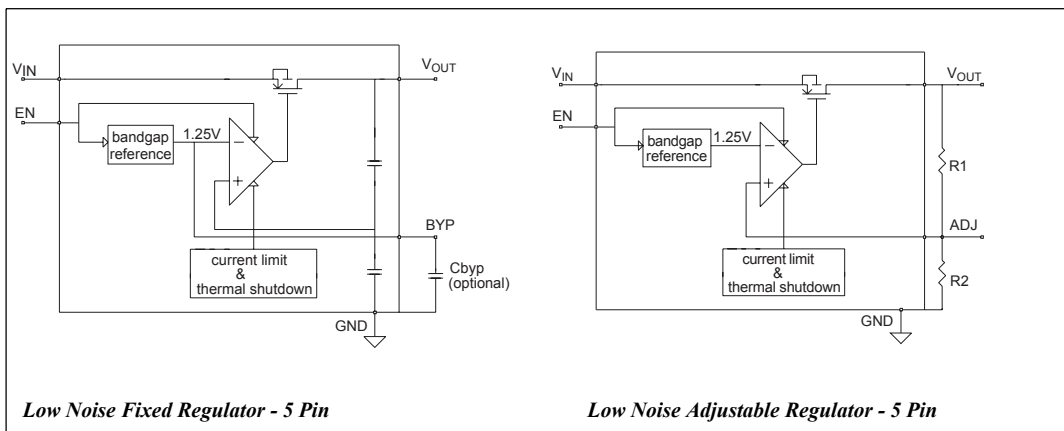 VIN
EN
bandgap
reference
1.25V
−
+
current limit
&
thermal shutdown
VOUT
BYP
Cbyp
(optional)
GND
Low Noise Fixed Regulator - 5 Pin
VIN
EN
bandgap
reference
1.25V
−
+
current limit
&
thermal shutdown
VOUT
R1
ADJ
R2
GND
Low Noise Adjustable Regulator - 5 Pin